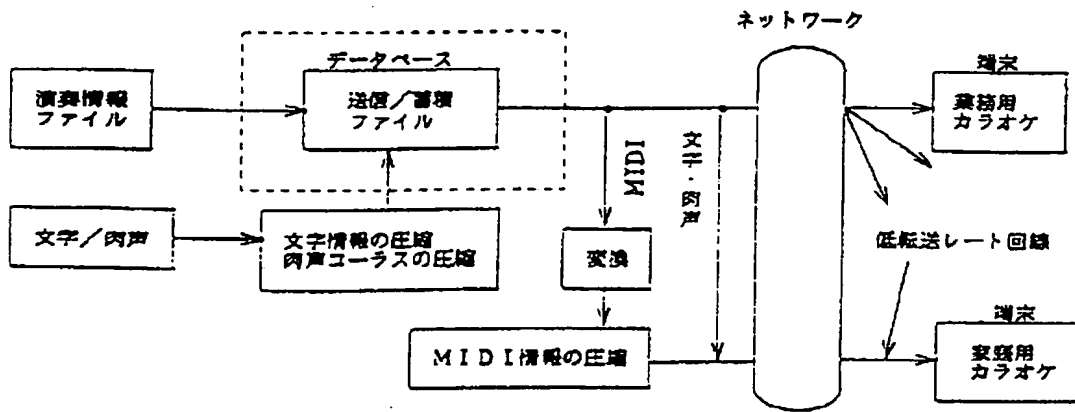 ネットワーク
データベース
演奏情報
ファイル
送信/蓄積
ファイル
端末
業務用
カラオケ
MIDI
文字・肉声
文字/肉声
文字情報の圧縮
肉声コーラスの圧縮
変換
低転送レート回線
MIDI情報の圧縮
端末
家庭用
カラオケ